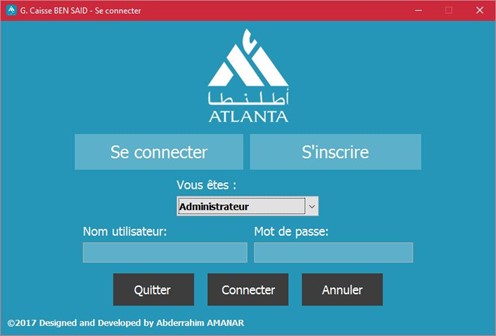 G. Caisse BEN SAID - Se connecter
أطلنطا
ATLANTA
Se connecter S'inscrire
Vous êtes :
Administrateur
Nom utilisateur: Mot de passe:
Quitter Connecter Annuler
©2017 Designed and Developed by Abderrahim AMANAR